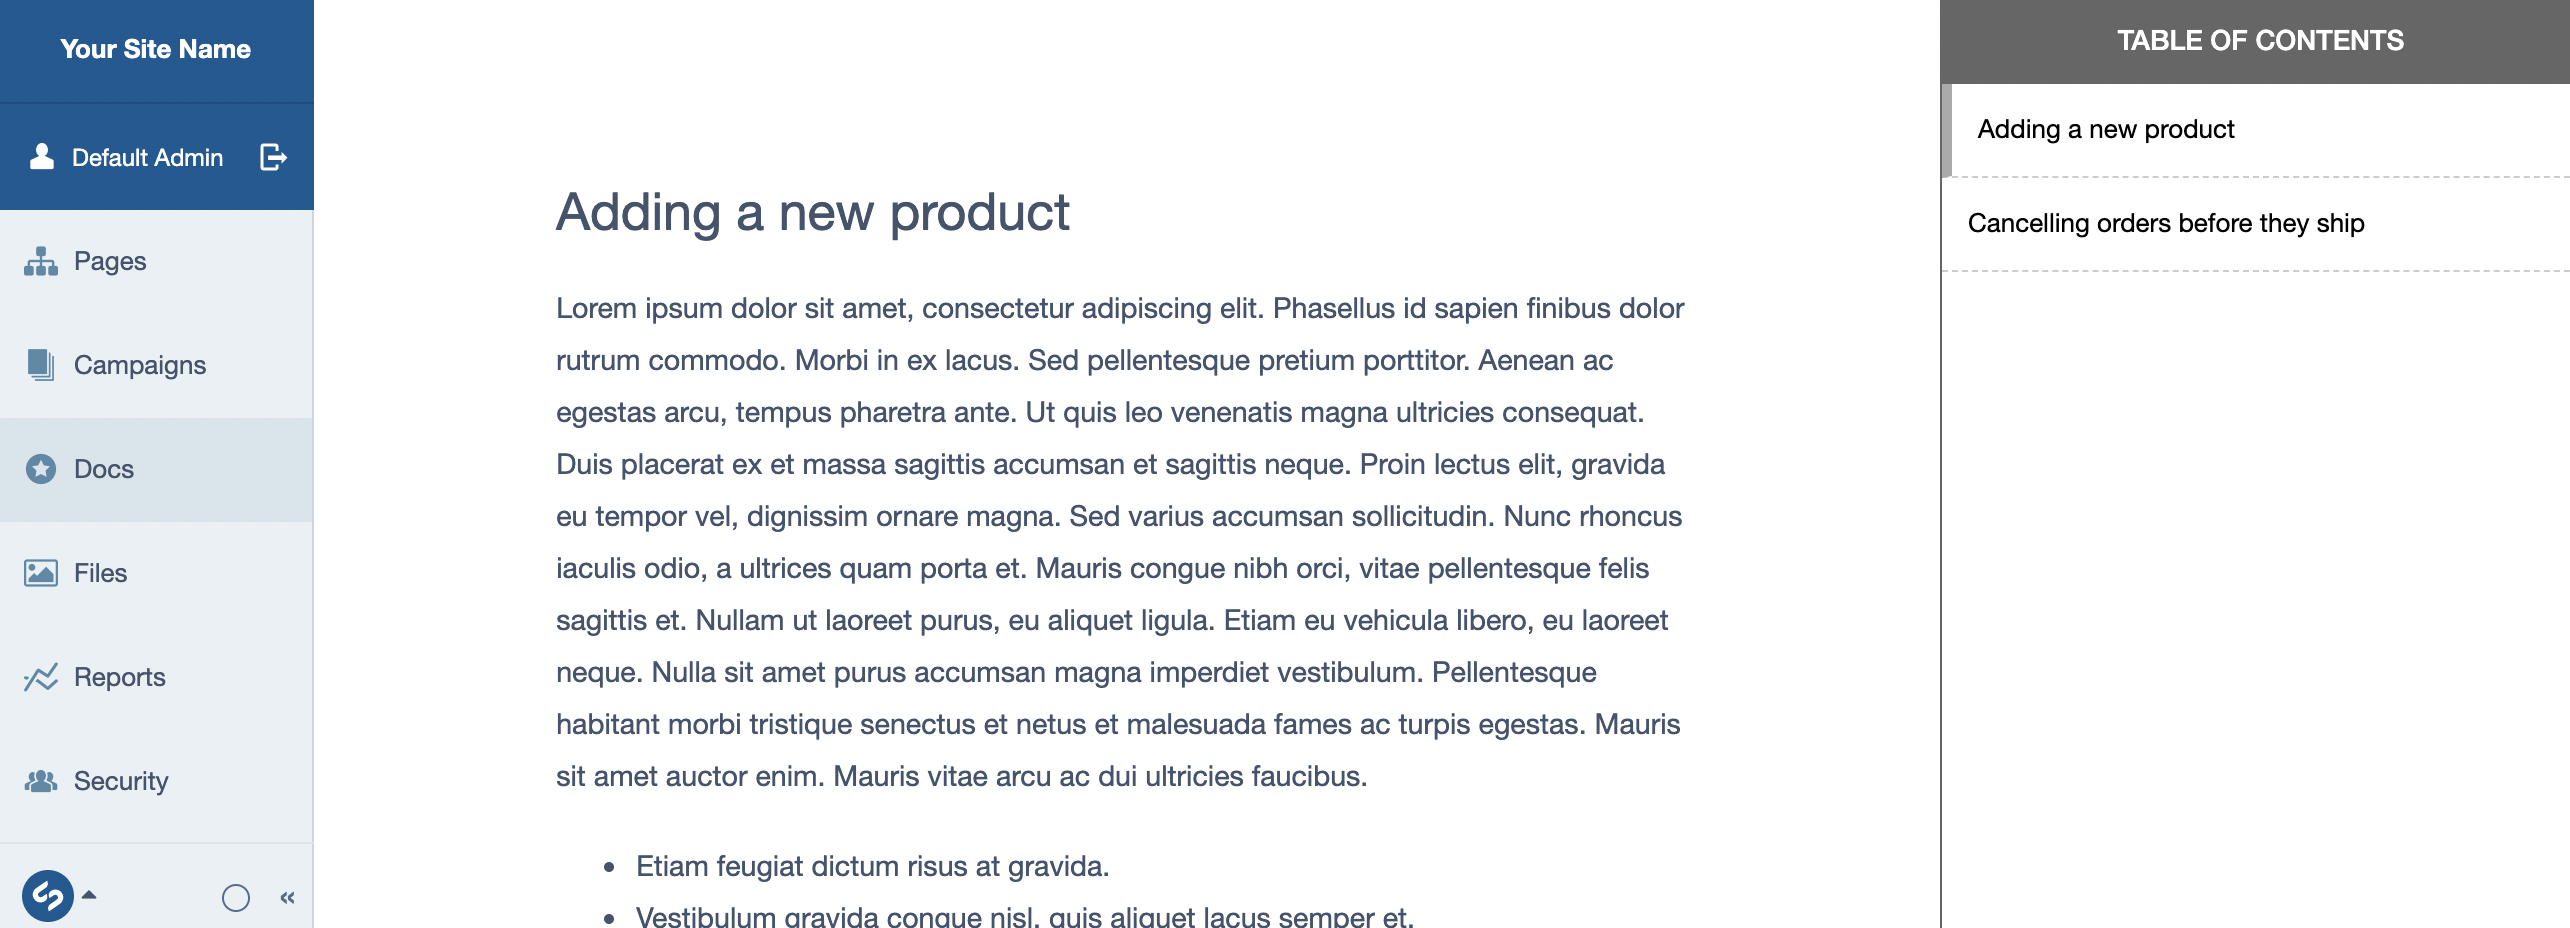 Your Site Name
Default Admin
Pages
Campaigns
Docs
Files
Reports
Security
«
Adding a new product
Lorem ipsum dolor sit amet, consectetur adipiscing elit. Phasellus id sapien finibus dolor
rutrum commodo. Morbi in ex lacus. Sed pellentesque pretium porttitor. Aenean ac
egestas arcu, tempus pharetra ante. Ut quis leo venenatis magna ultricies consequat.
Duis placerat ex et massa sagittis accumsan et sagittis neque. Proin lectus elit, gravida
eu tempor vel, dignissim ornare magna. Sed varius accumsan sollicitudin. Nunc rhoncus
iaculis odio, a ultrices quam porta et. Mauris congue nibh orci, vitae pellentesque felis
sagittis et. Nullam ut laoreet purus, eu aliquet ligula. Etiam eu vehicula libero, eu laoreet
neque. Nulla sit amet purus accumsan magna imperdiet vestibulum. Pellentesque
habitant morbi tristique senectus et netus et malesuada fames ac turpis egestas. Mauris
sit amet auctor enim. Mauris vitae arcu ac dui ultricies faucibus.
• Etiam feugiat dictum risus at gravida.
• Vestibulum gravida congue nisl, quis aliquet lacus semper et.
TABLE OF CONTENTS
Adding a new product
Cancelling orders before they ship